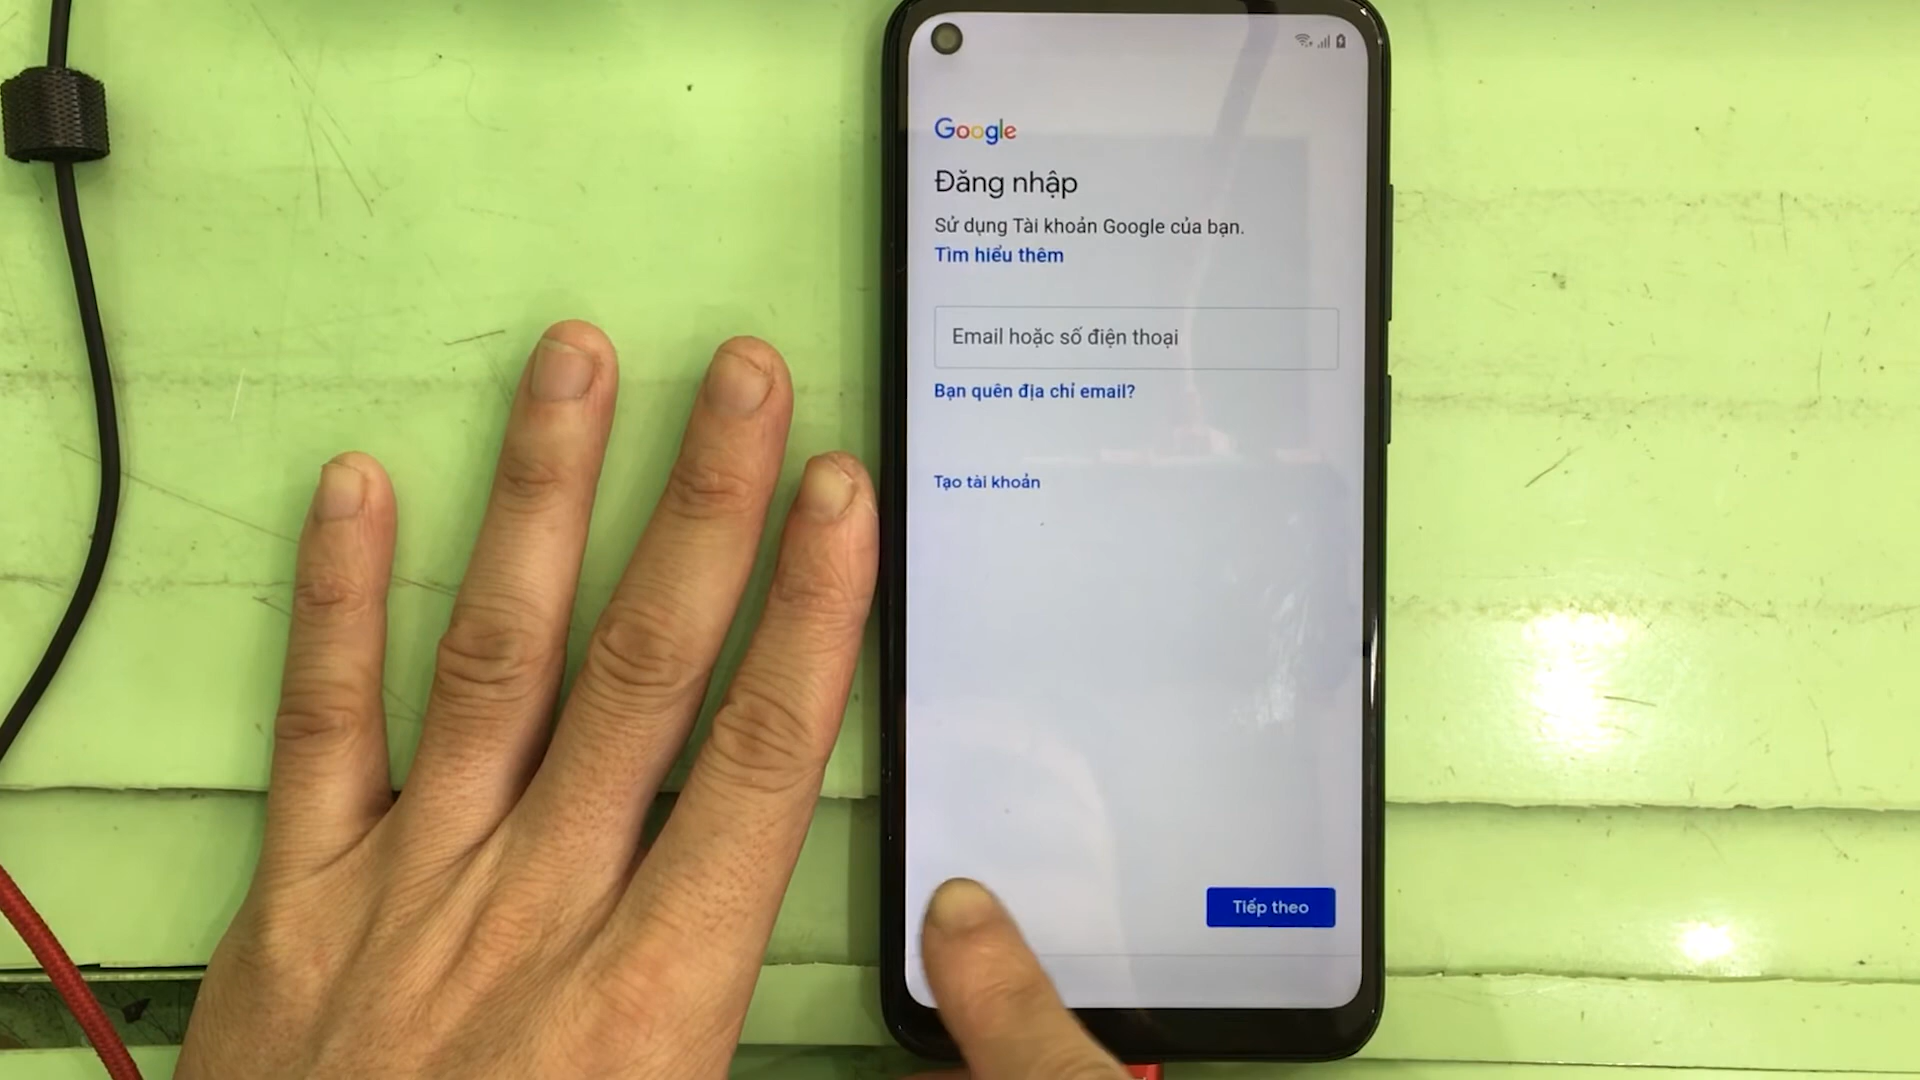 Google
Đăng nhập
Sử dụng Tài khoản Google của bạn.
Tìm hiểu thêm
Email hoặc số điện thoại
Bạn quên địa chỉ email?
Tạo tài khoản
Tiếp theo